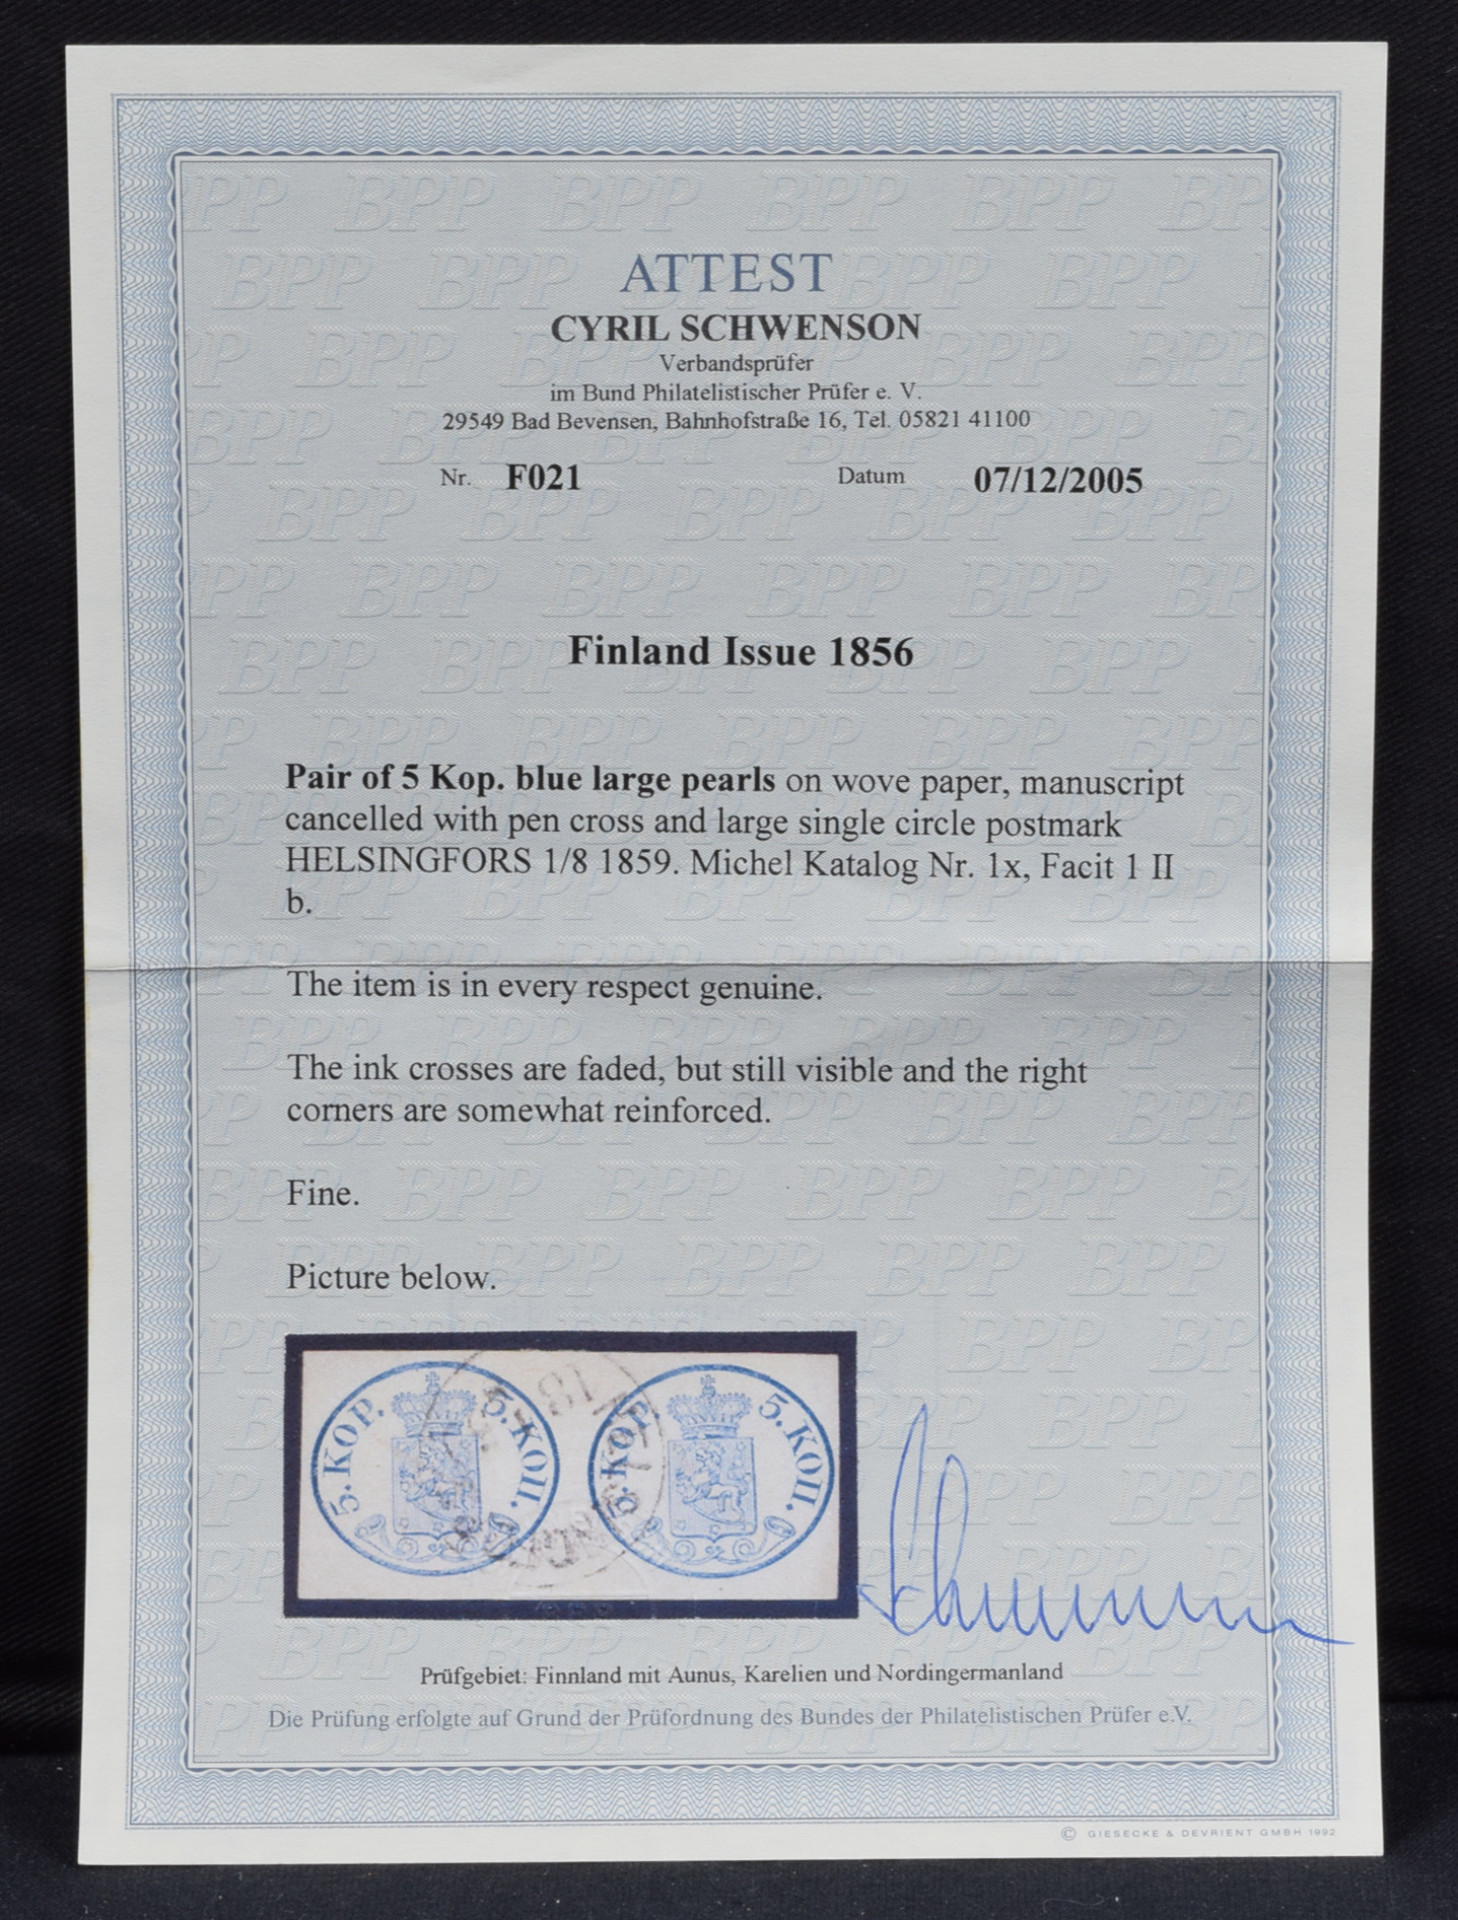 ATTEST
CYRIL SCHWENSON
Verbandsprüfer
im Bund Philatelistischer Prüfer e. V.
29549 Bad Bevensen, Bahnhofstraße 16, Tel. 05821 41100
Nr. F021 Datum 07/12/2005
Finland Issue 1856
Pair of 5 Kop. blue large pearls on wove paper, manuscript
cancelled with pen cross and large single circle postmark
HELSINGFORS 1/8 1859. Michel Katalog Nr. 1x, Facit 1 II
b.
The item is in every respect genuine.
The ink crosses are faded, but still visible and the right
corners are somewhat reinforced.
Fine.
Picture below.
5. KOP. 5. КОП. 5. KOP. 5. КОП.
Prüfgebiet: Finnland mit Aunus, Karelien und Nordingermanland
Die Prüfung erfolgte auf Grund der Prüfordnung des Bundes der Philatelistischen Prüfer e.V.
© GIESECKE & DEVRIENT GMBH 1992